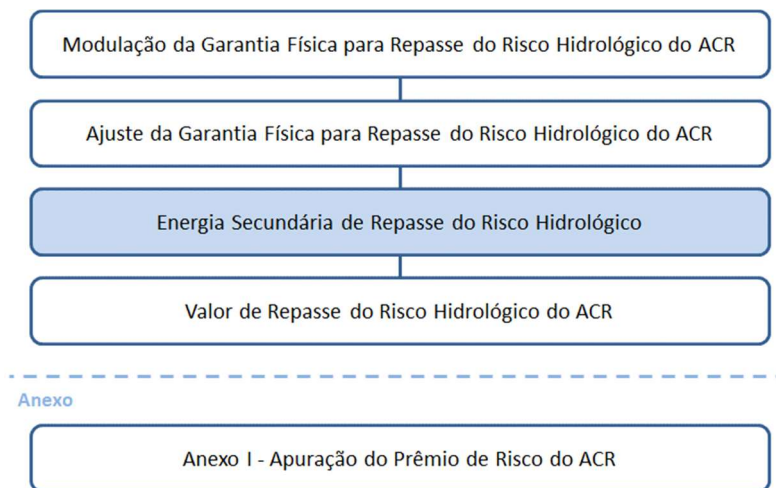 Modulação da Garantia Física para Repasse do Risco Hidrológico do ACR
Ajuste da Garantia Física para Repasse do Risco Hidrológico do ACR
Energia Secundária de Repasse do Risco Hidrológico
Valor de Repasse do Risco Hidrológico do ACR
Anexo
Anexo I - Apuração do Prêmio de Risco do ACR